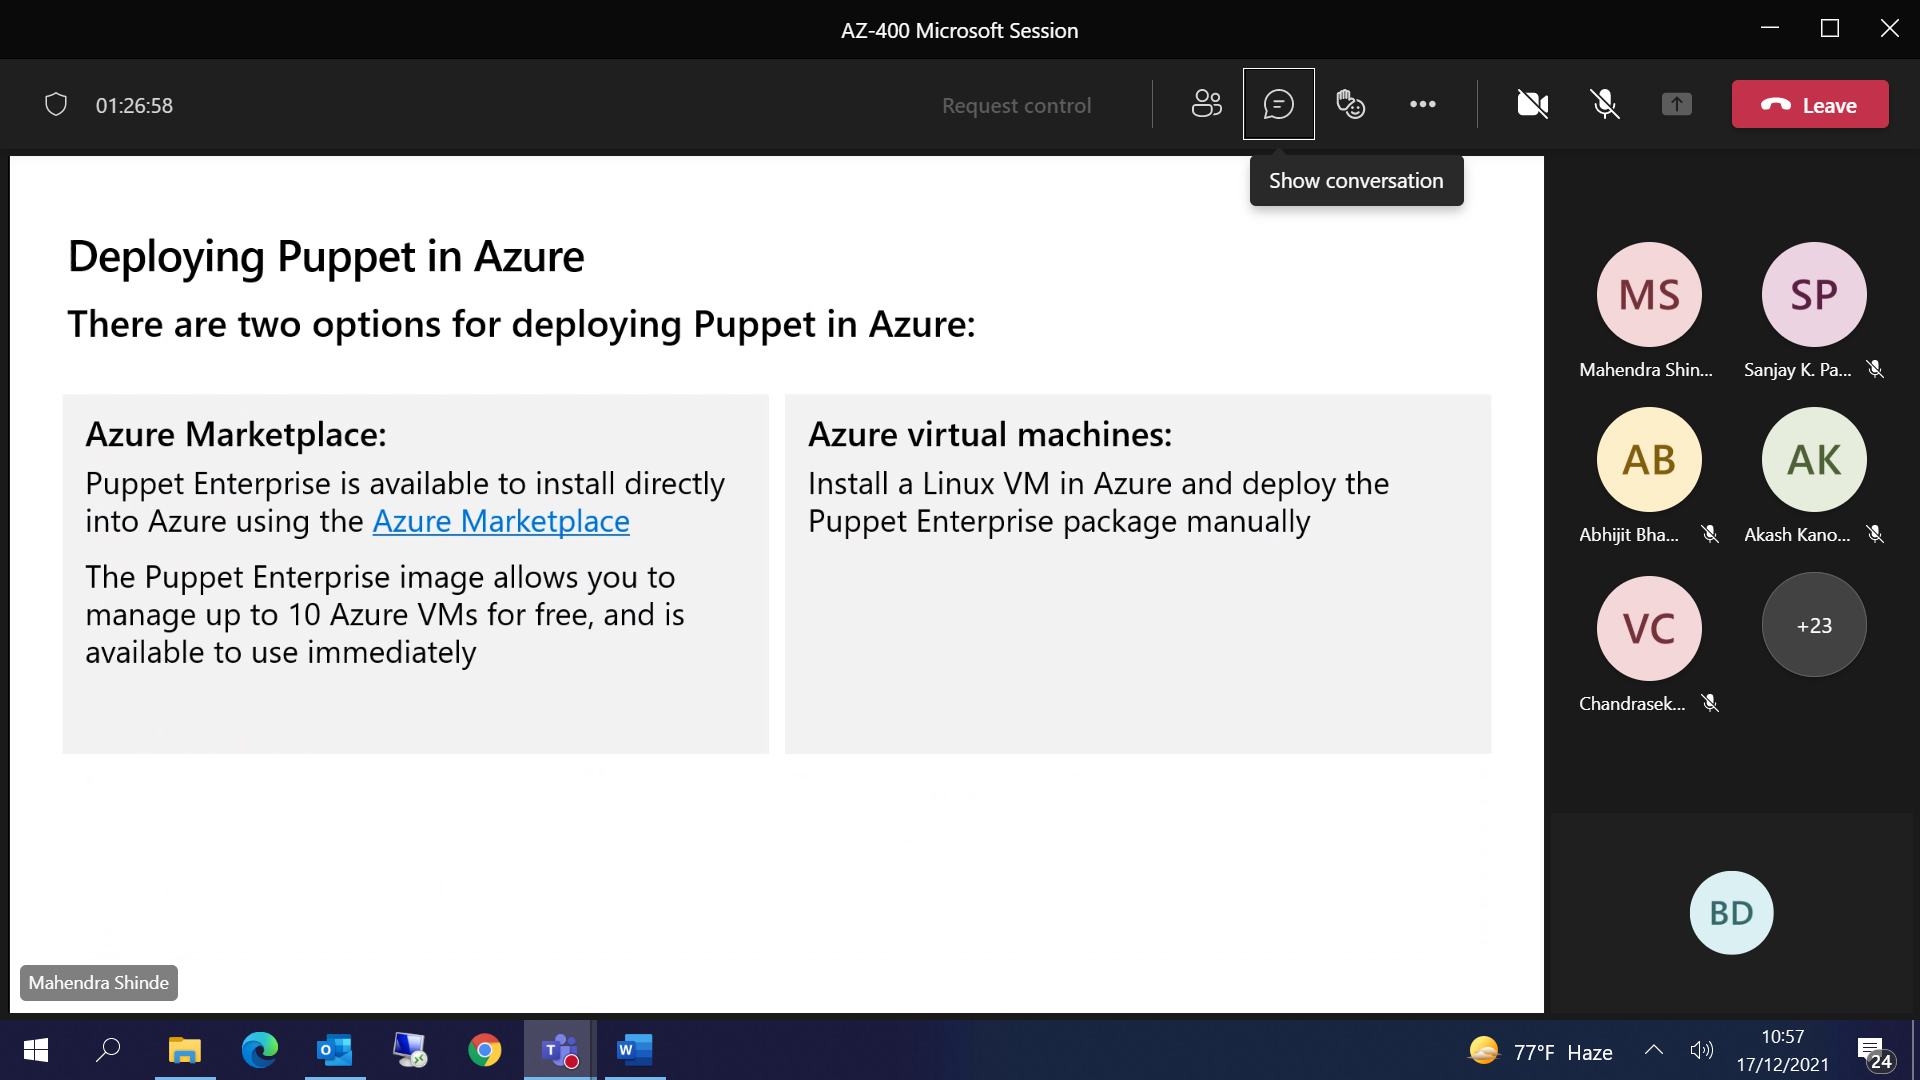 AZ-400 Microsoft Session
01:26:58
Request control
Leave
Show conversation
Deploying Puppet in Azure
There are two options for deploying Puppet in Azure:
Azure Marketplace:
Puppet Enterprise is available to install directly
into Azure using the Azure Marketplace
The Puppet Enterprise image allows you to
manage up to 10 Azure VMs for free, and is
available to use immediately
Azure virtual machines:
Install a Linux VM in Azure and deploy the
Puppet Enterprise package manually
MS
SP
Mahendra Shin...
Sanjay K. Pa...
AB
AK
Abhijit Bha...
Akash Kano...
VC
+23
Chandrasek...
BD
Mahendra Shinde
77°F Haze
10:57
17/12/2021
24